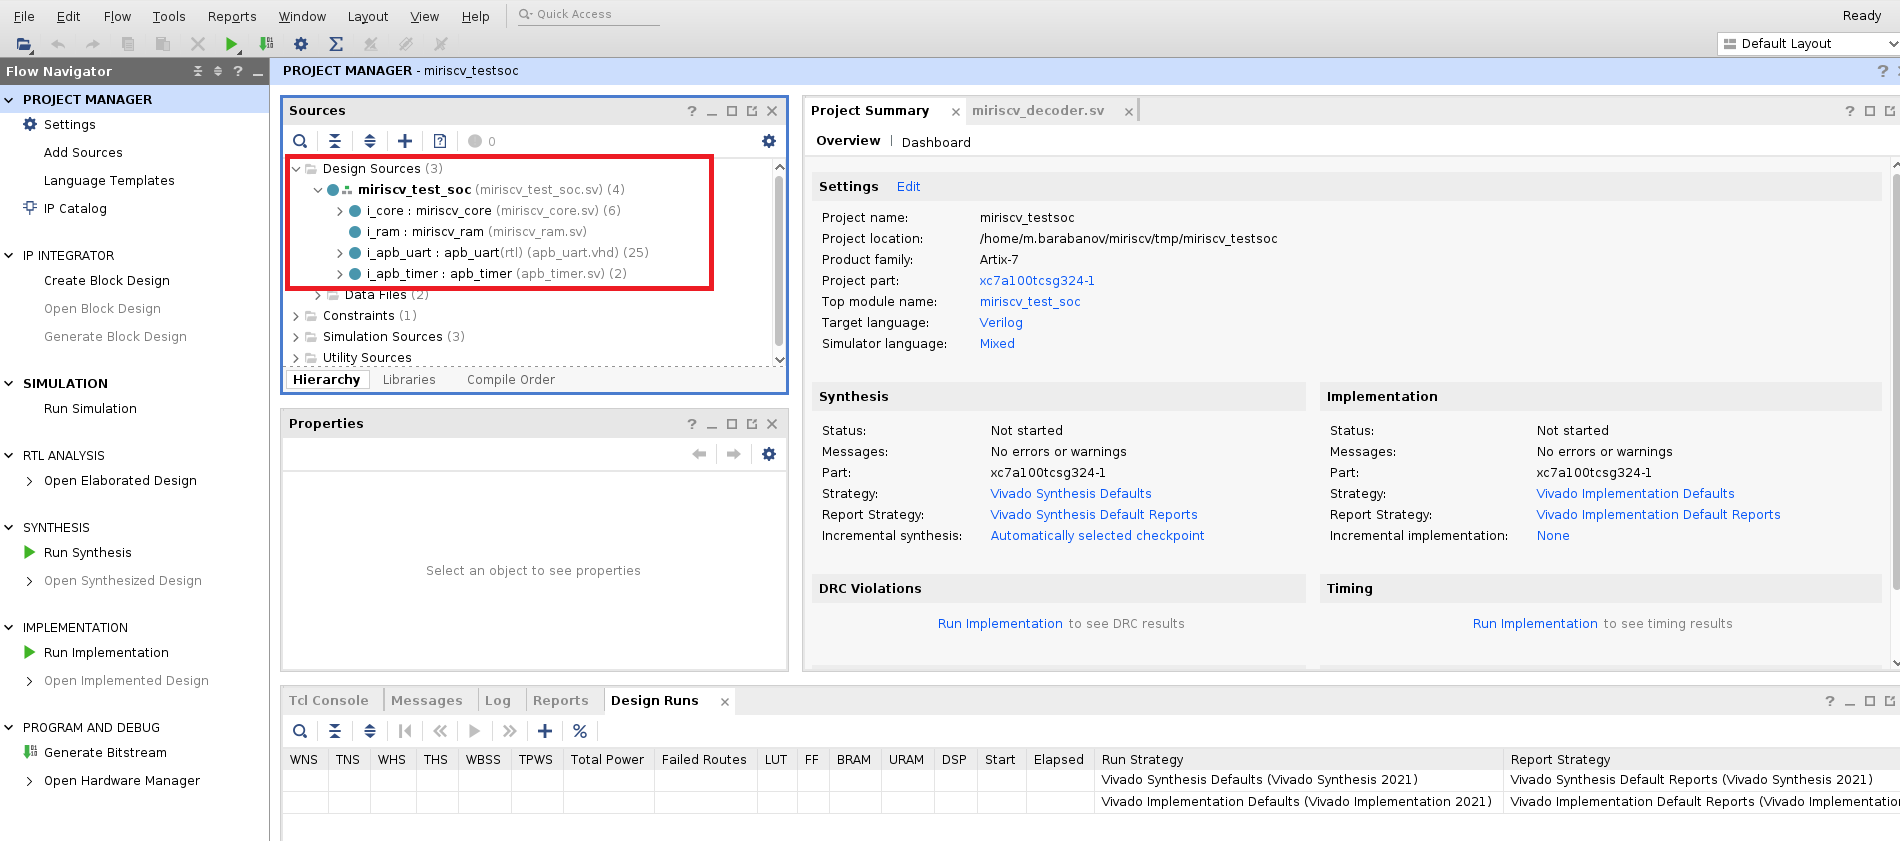 File Edit Flow Tools Reports Window Layout View Help Quick Access Ready
Default Layout
Flow Navigator
PROJECT MANAGER
Settings
Add Sources
Language Templates
IP Catalog
IP INTEGRATOR
Create Block Design
Open Block Design
Generate Block Design
SIMULATION
Run Simulation
RTL ANALYSIS
Open Elaborated Design
SYNTHESIS
Run Synthesis
Open Synthesized Design
IMPLEMENTATION
Run Implementation
Open Implemented Design
PROGRAM AND DEBUG
Generate Bitstream
Open Hardware Manager
PROJECT MANAGER - miriscv_testsoc
Sources
0
Design Sources (3)
miriscv_test_soc (miriscv_test_soc.sv) (4)
i_core : miriscv_core (miriscv_core.sv) (6)
i_ram : miriscv_ram (miriscv_ram.sv)
i_apb_uart : apb_uart(rtl) (apb_uart.vhd) (25)
i_apb_timer : apb_timer (apb_timer.sv) (2)
Data Files (2)
Constraints (1)
Simulation Sources (3)
Utility Sources
Hierarchy Libraries Compile Order
Properties
Select an object to see properties
Project Summary miriscv_decoder.sv
Overview | Dashboard
Settings Edit
Project name: miriscv_testsoc
Project location: /home/m.barabanov/miriscv/tmp/miriscv_testsoc
Product family: Artix-7
Project part: xc7a100tcsg324-1
Top module name: miriscv_test_soc
Target language: Verilog
Simulator language: Mixed
Synthesis
Status: Not started
Messages: No errors or warnings
Part: xc7a100tcsg324-1
Strategy: Vivado Synthesis Defaults
Report Strategy: Vivado Synthesis Default Reports
Incremental synthesis: Automatically selected checkpoint
Implementation
Status: Not started
Messages: No errors or warnings
Part: xc7a100tcsg324-1
Strategy: Vivado Implementation Defaults
Report Strategy: Vivado Implementation Default Reports
Incremental implementation: None
DRC Violations
Run Implementation to see DRC results
Timing
Run Implementation to see timing results
Tcl Console Messages Log Reports Design Runs
WNS TNS WHS THS WBSS TPWS Total Power Failed Routes LUT FF BRAM URAM DSP Start Elapsed Run Strategy Report Strategy
Vivado Synthesis Defaults (Vivado Synthesis 2021) Vivado Synthesis Default Reports (Vivado Synthesis 2021)
Vivado Implementation Defaults (Vivado Implementation 2021) Vivado Implementation Default Reports (Vivado Implementatio